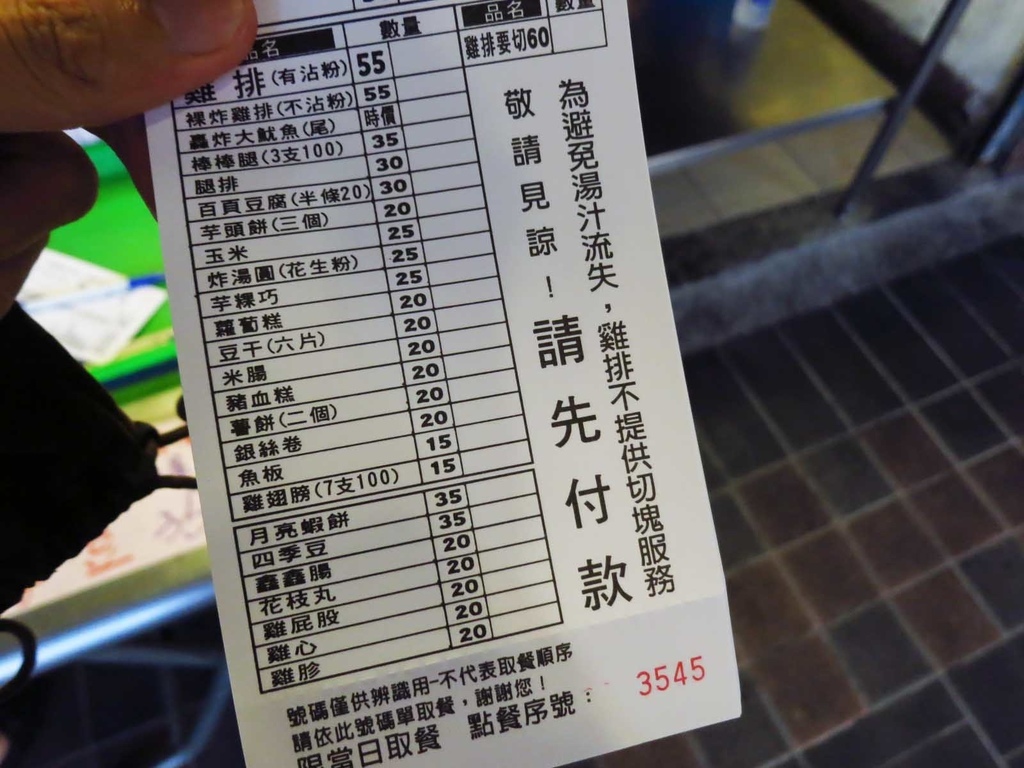 品名 數量
雞排(有沾粉) 55
裸炸雞排(不沾粉) 55
轟炸大魷魚(尾) 時價
棒棒腿(3支100) 35
腿排 30
百頁豆腐(半條20) 30
芋頭餅(三個) 20
玉米 25
炸湯圓(花生粉) 25
芋粿巧 20
蘿蔔糕 20
豆干(六片) 20
米腸 20
豬血糕 20
薯餅(二個) 20
銀絲卷 20
魚板 15
雞翅膀(7支100) 15
月亮蝦餅 35
四季豆 35
鑫鑫腸 20
花枝丸 20
雞屁股 20
雞心 20
雞胗 20
品名 數量
雞排要切60
為避免湯汁流失，雞排不提供切塊服務
敬請見諒！請先付款
號碼僅供辨識用-不代表取餐順序
請依此號碼單取餐，謝謝您！
限當日取餐 點餐序號： 3545